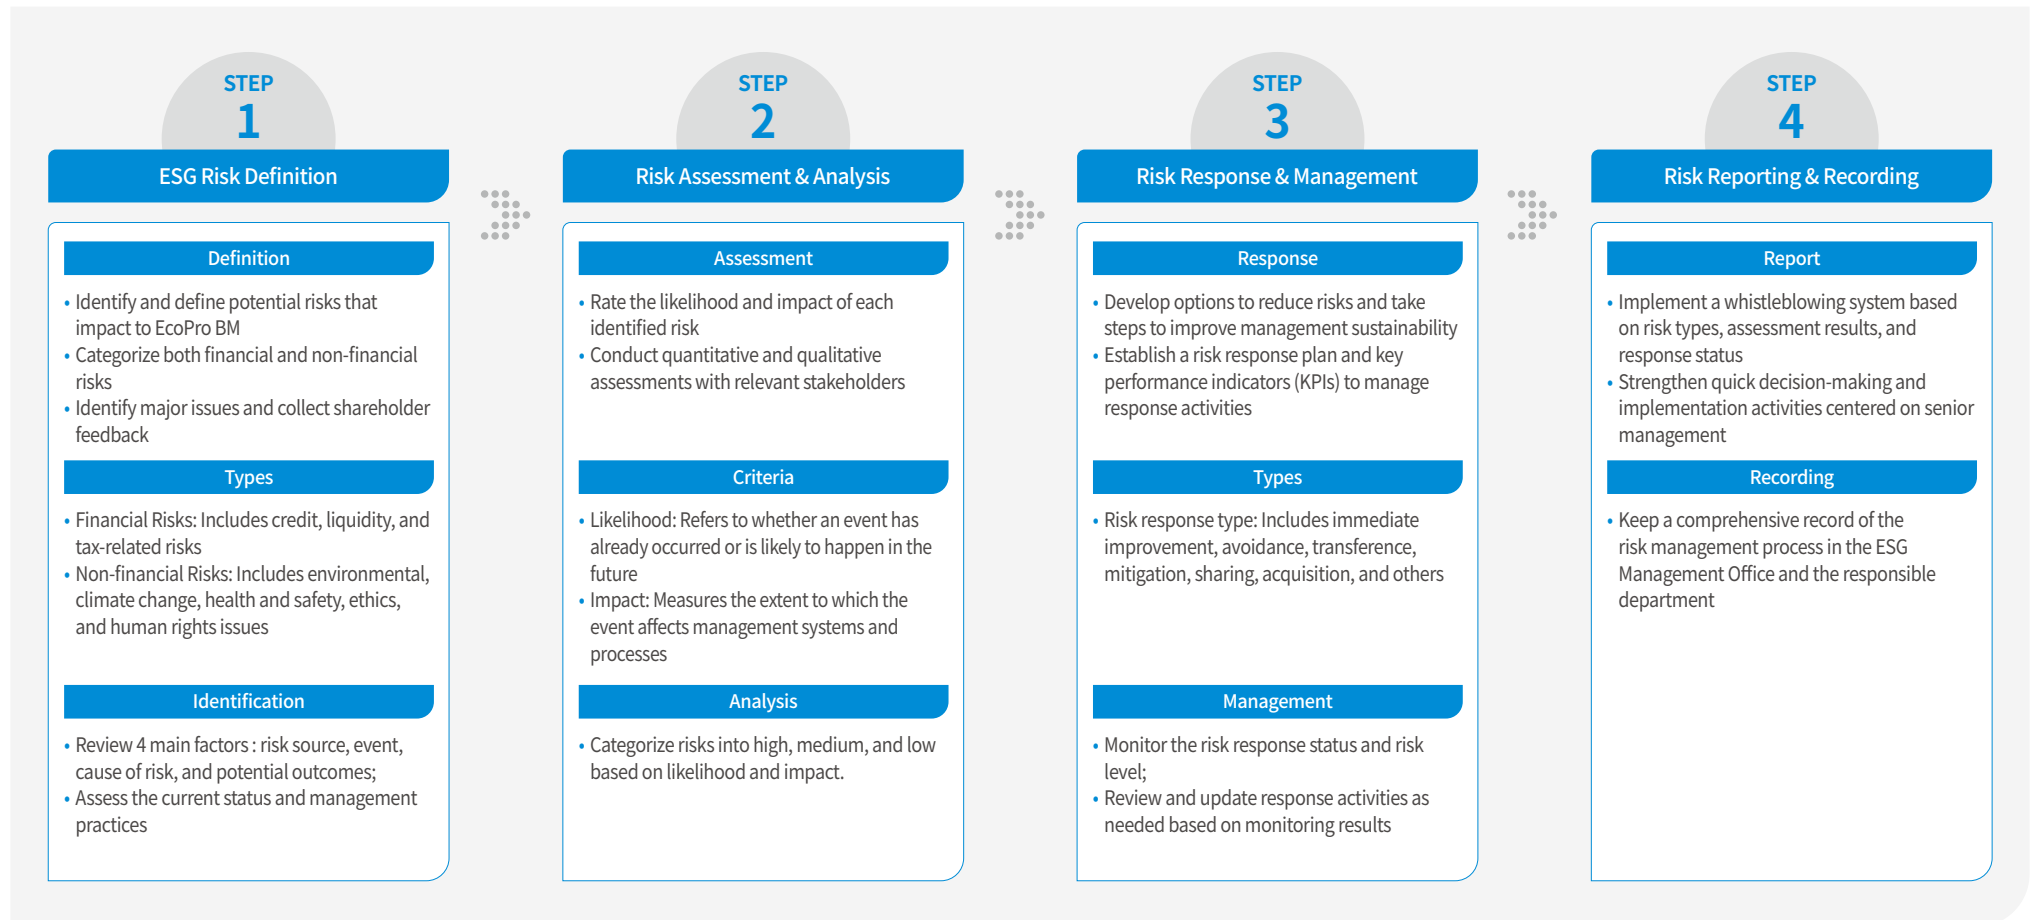 STEP
1
ESG Risk Definition
Definition
• Identify and define potential risks that
impact to EcoPro BM
• Categorize both financial and non-financial
risks
• Identify major issues and collect shareholder
feedback
Types
• Financial Risks: Includes credit, liquidity, and
tax-related risks
• Non-financial Risks: Includes environmental,
climate change, health and safety, ethics,
and human rights issues
Identification
• Review 4 main factors : risk source, event,
cause of risk, and potential outcomes;
• Assess the current status and management
practices
STEP
2
Risk Assessment & Analysis
Assessment
• Rate the likelihood and impact of each
identified risk
• Conduct quantitative and qualitative
assessments with relevant stakeholders
Criteria
• Likelihood: Refers to whether an event has
already occurred or is likely to happen in the
future
• Impact: Measures the extent to which the
event affects management systems and
processes
Analysis
• Categorize risks into high, medium, and low
based on likelihood and impact.
STEP
3
Risk Response & Management
Response
• Develop options to reduce risks and take
steps to improve management sustainability
• Establish a risk response plan and key
performance indicators (KPIs) to manage
response activities
Types
• Risk response type: Includes immediate
improvement, avoidance, transference,
mitigation, sharing, acquisition, and others
Management
• Monitor the risk response status and risk
level;
• Review and update response activities as
needed based on monitoring results
STEP
4
Risk Reporting & Recording
Report
• Implement a whistleblowing system based
on risk types, assessment results, and
response status
• Strengthen quick decision-making and
implementation activities centered on senior
management
Recording
• Keep a comprehensive record of the
risk management process in the ESG
Management Office and the responsible
department